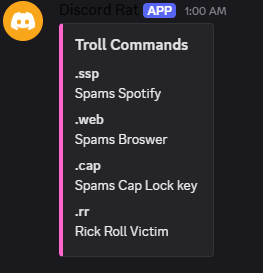 Discord Rat APP 1:00 AM
Troll Commands
.ssp
Spams Spotify
.web
Spams Broswer
.cap
Spams Cap Lock key
.rr
Rick Roll Victim